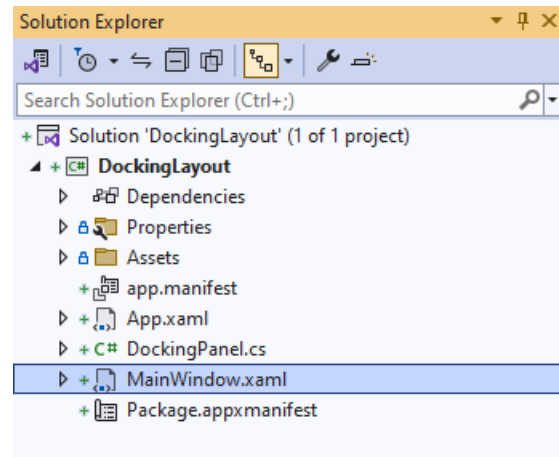 Solution Explorer
Search Solution Explorer (Ctrl+;)
Solution 'DockingLayout' (1 of 1 project)
C# DockingLayout
Dependencies
Properties
Assets
app.manifest
App.xaml
C# DockingPanel.cs
MainWindow.xaml
Package.appxmanifest